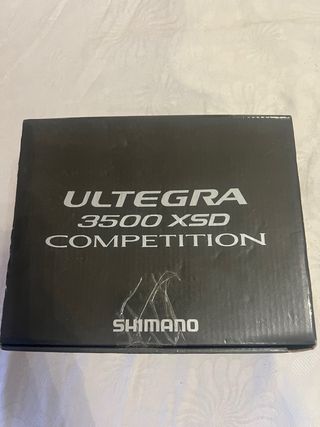 ULTEGRA
3500 XSD
COMPETITION
SHIMANO